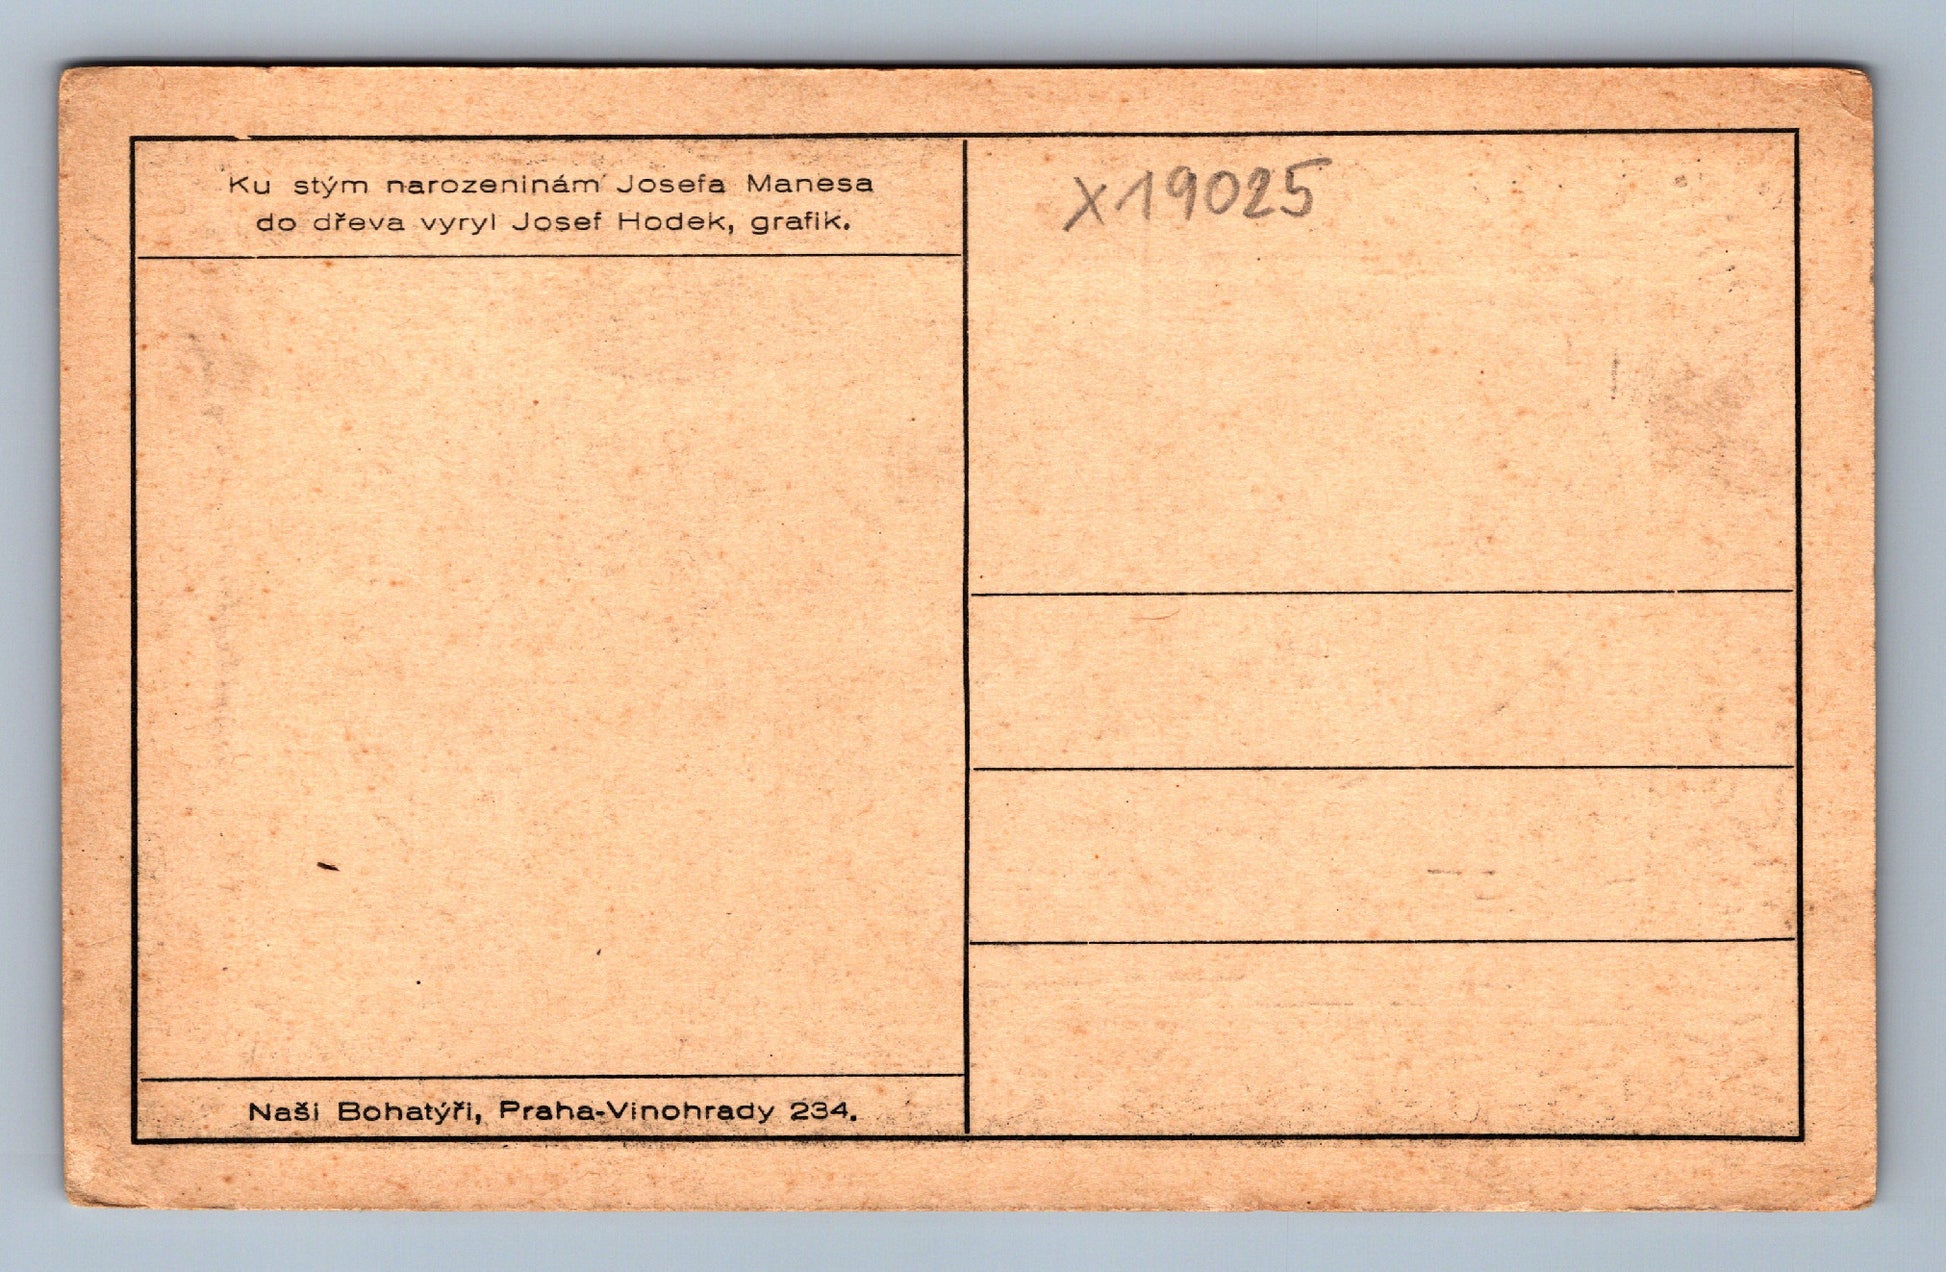 Ku stým narozeninám Josefa Manesa
do dřeva vyryl Josef Hodek, grafik.
x19025
Naši Bohatýři, Praha-Vinohrady 234.